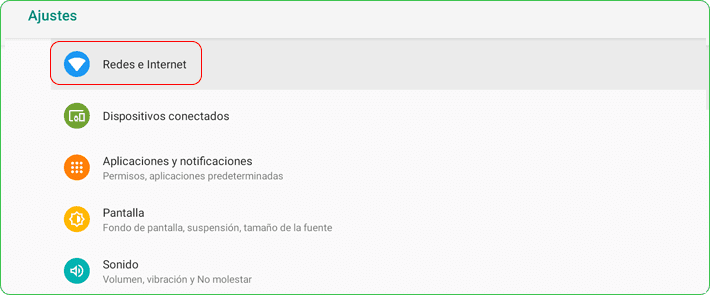 Ajustes
Redes e Internet
Dispositivos conectados
Aplicaciones y notificaciones
Permisos, aplicaciones predeterminadas
Pantalla
Fondo de pantalla, suspensión, tamaño de la fuente
Sonido
Volumen, vibración y No molestar